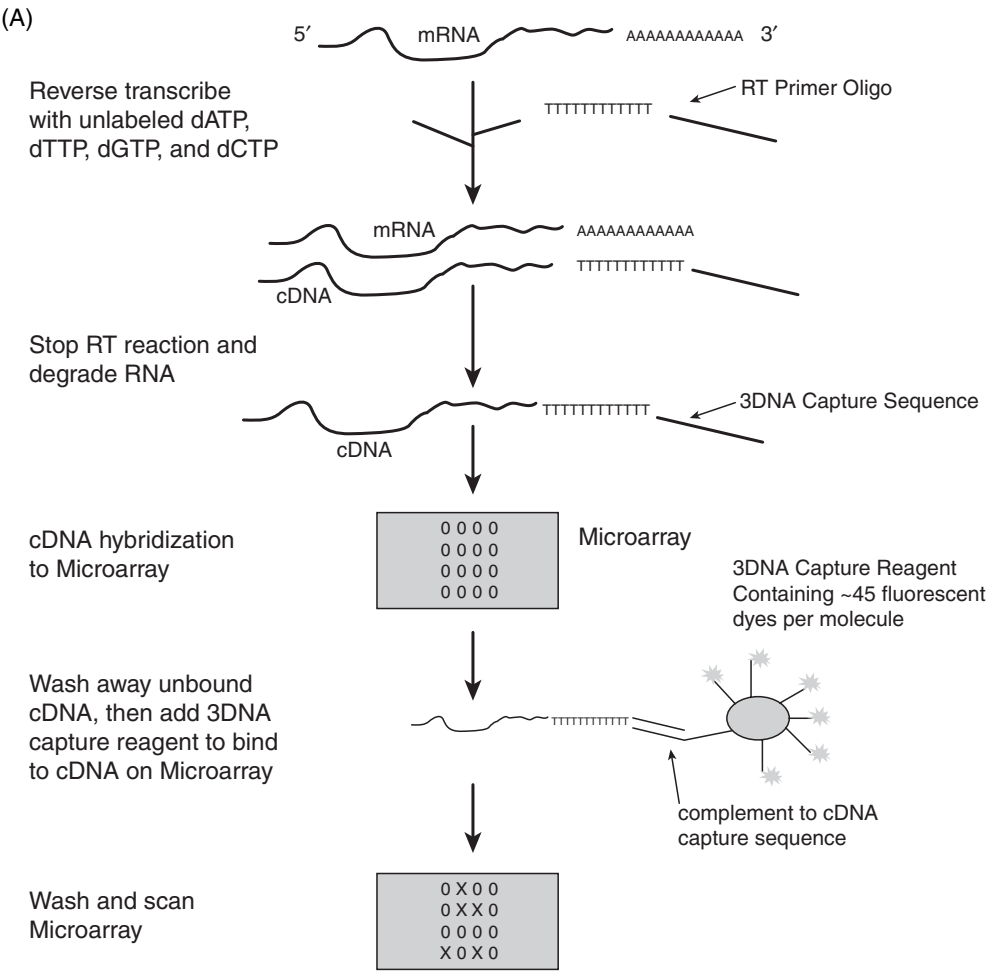 (A)
5′ mRNA AAAAAAAAAAAA 3′
Reverse transcribe
with unlabeled dATP,
dTTP, dGTP, and dCTP
TTTTTTTTTTTT
RT Primer Oligo
mRNA AAAAAAAAAAAA
cDNA TTTTTTTTTTTT
Stop RT reaction and
degrade RNA
TTTTTTTTTTTT
3DNA Capture Sequence
cDNA
cDNA hybridization
to Microarray
0 0 0 0
0 0 0 0
0 0 0 0
0 0 0 0
Microarray
3DNA Capture Reagent
Containing ~45 fluorescent
dyes per molecule
Wash away unbound
cDNA, then add 3DNA
capture reagent to bind
to cDNA on Microarray
TTTTTTTTTTTT
complement to cDNA
capture sequence
Wash and scan
Microarray
0 X 0 0
0 X X 0
0 0 0 0
X 0 X 0